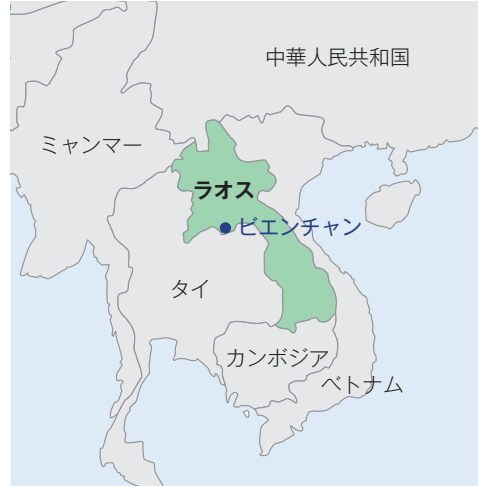 中華人民共和国
ミャンマー
ラオス
ビエンチャン
タイ
カンボジア
ベトナム